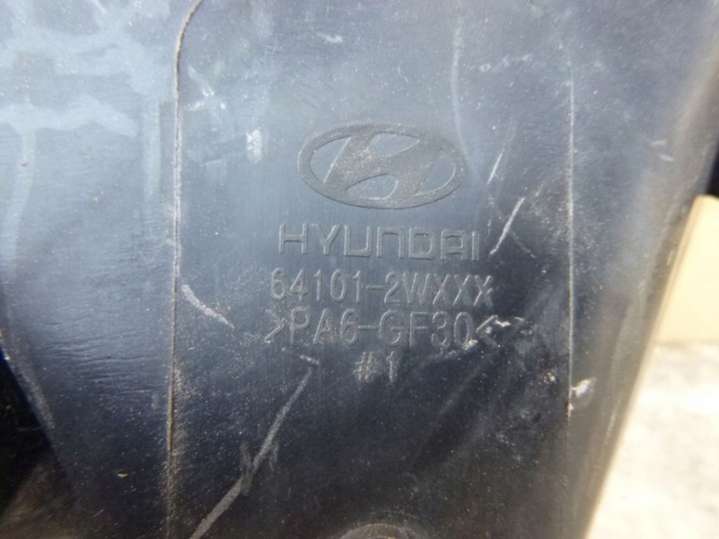 HYUNDAI
64101-2WXXX
>PA6-GF30<
#1